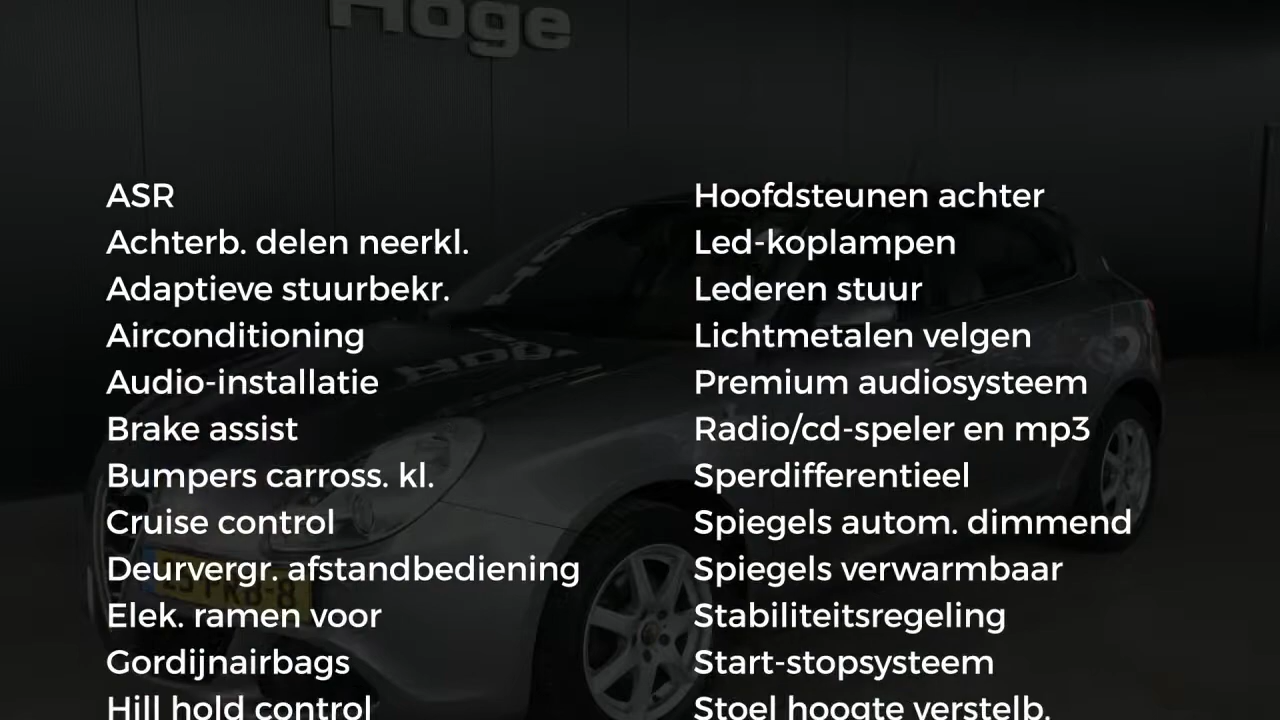 Hoge
ASR
Achterb. delen neerkl.
Adaptieve stuurbekr.
Airconditioning
Audio-installatie
Brake assist
Bumpers carross. kl.
Cruise control
Deurvergr. afstandbediening
Elek. ramen voor
Gordijnairbags
Hill hold control
Hoofdsteunen achter
Led-koplampen
Lederen stuur
Lichtmetalen velgen
Premium audiosysteem
Radio/cd-speler en mp3
Sperdifferentieel
Spiegels autom. dimmend
Spiegels verwarmbaar
Stabiliteitsregeling
Start-stopsysteem
Stoel hoogte verstelb.